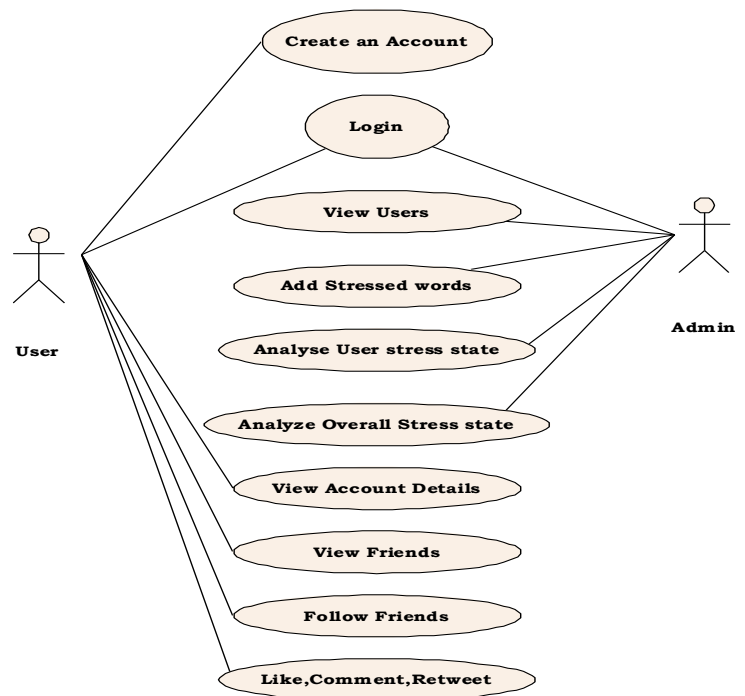 Create an Account
Login
View Users
Add Stressed words
Admin
Analyse User stress state
User
Analyze Overall Stress state
View Account Details
View Friends
Follow Friends
Like,Comment,Retweet